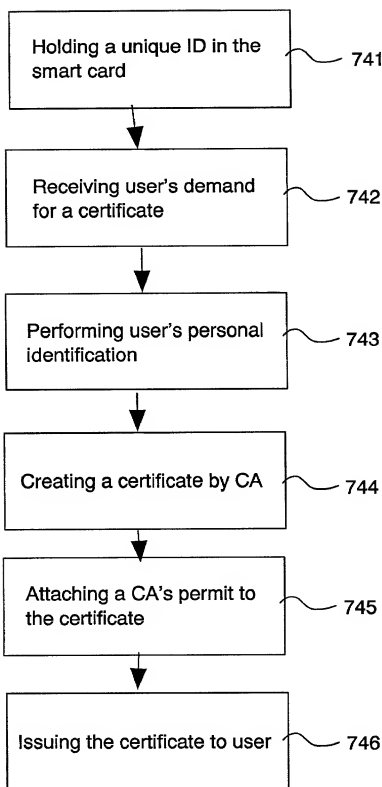 Holding a unique ID in the
smart card
741
Receiving user's demand
for a certificate
742
Performing user's personal
identification
743
Creating a certificate by CA
744
Attaching a CA's permit to
the certificate
745
Issuing the certificate to user
746